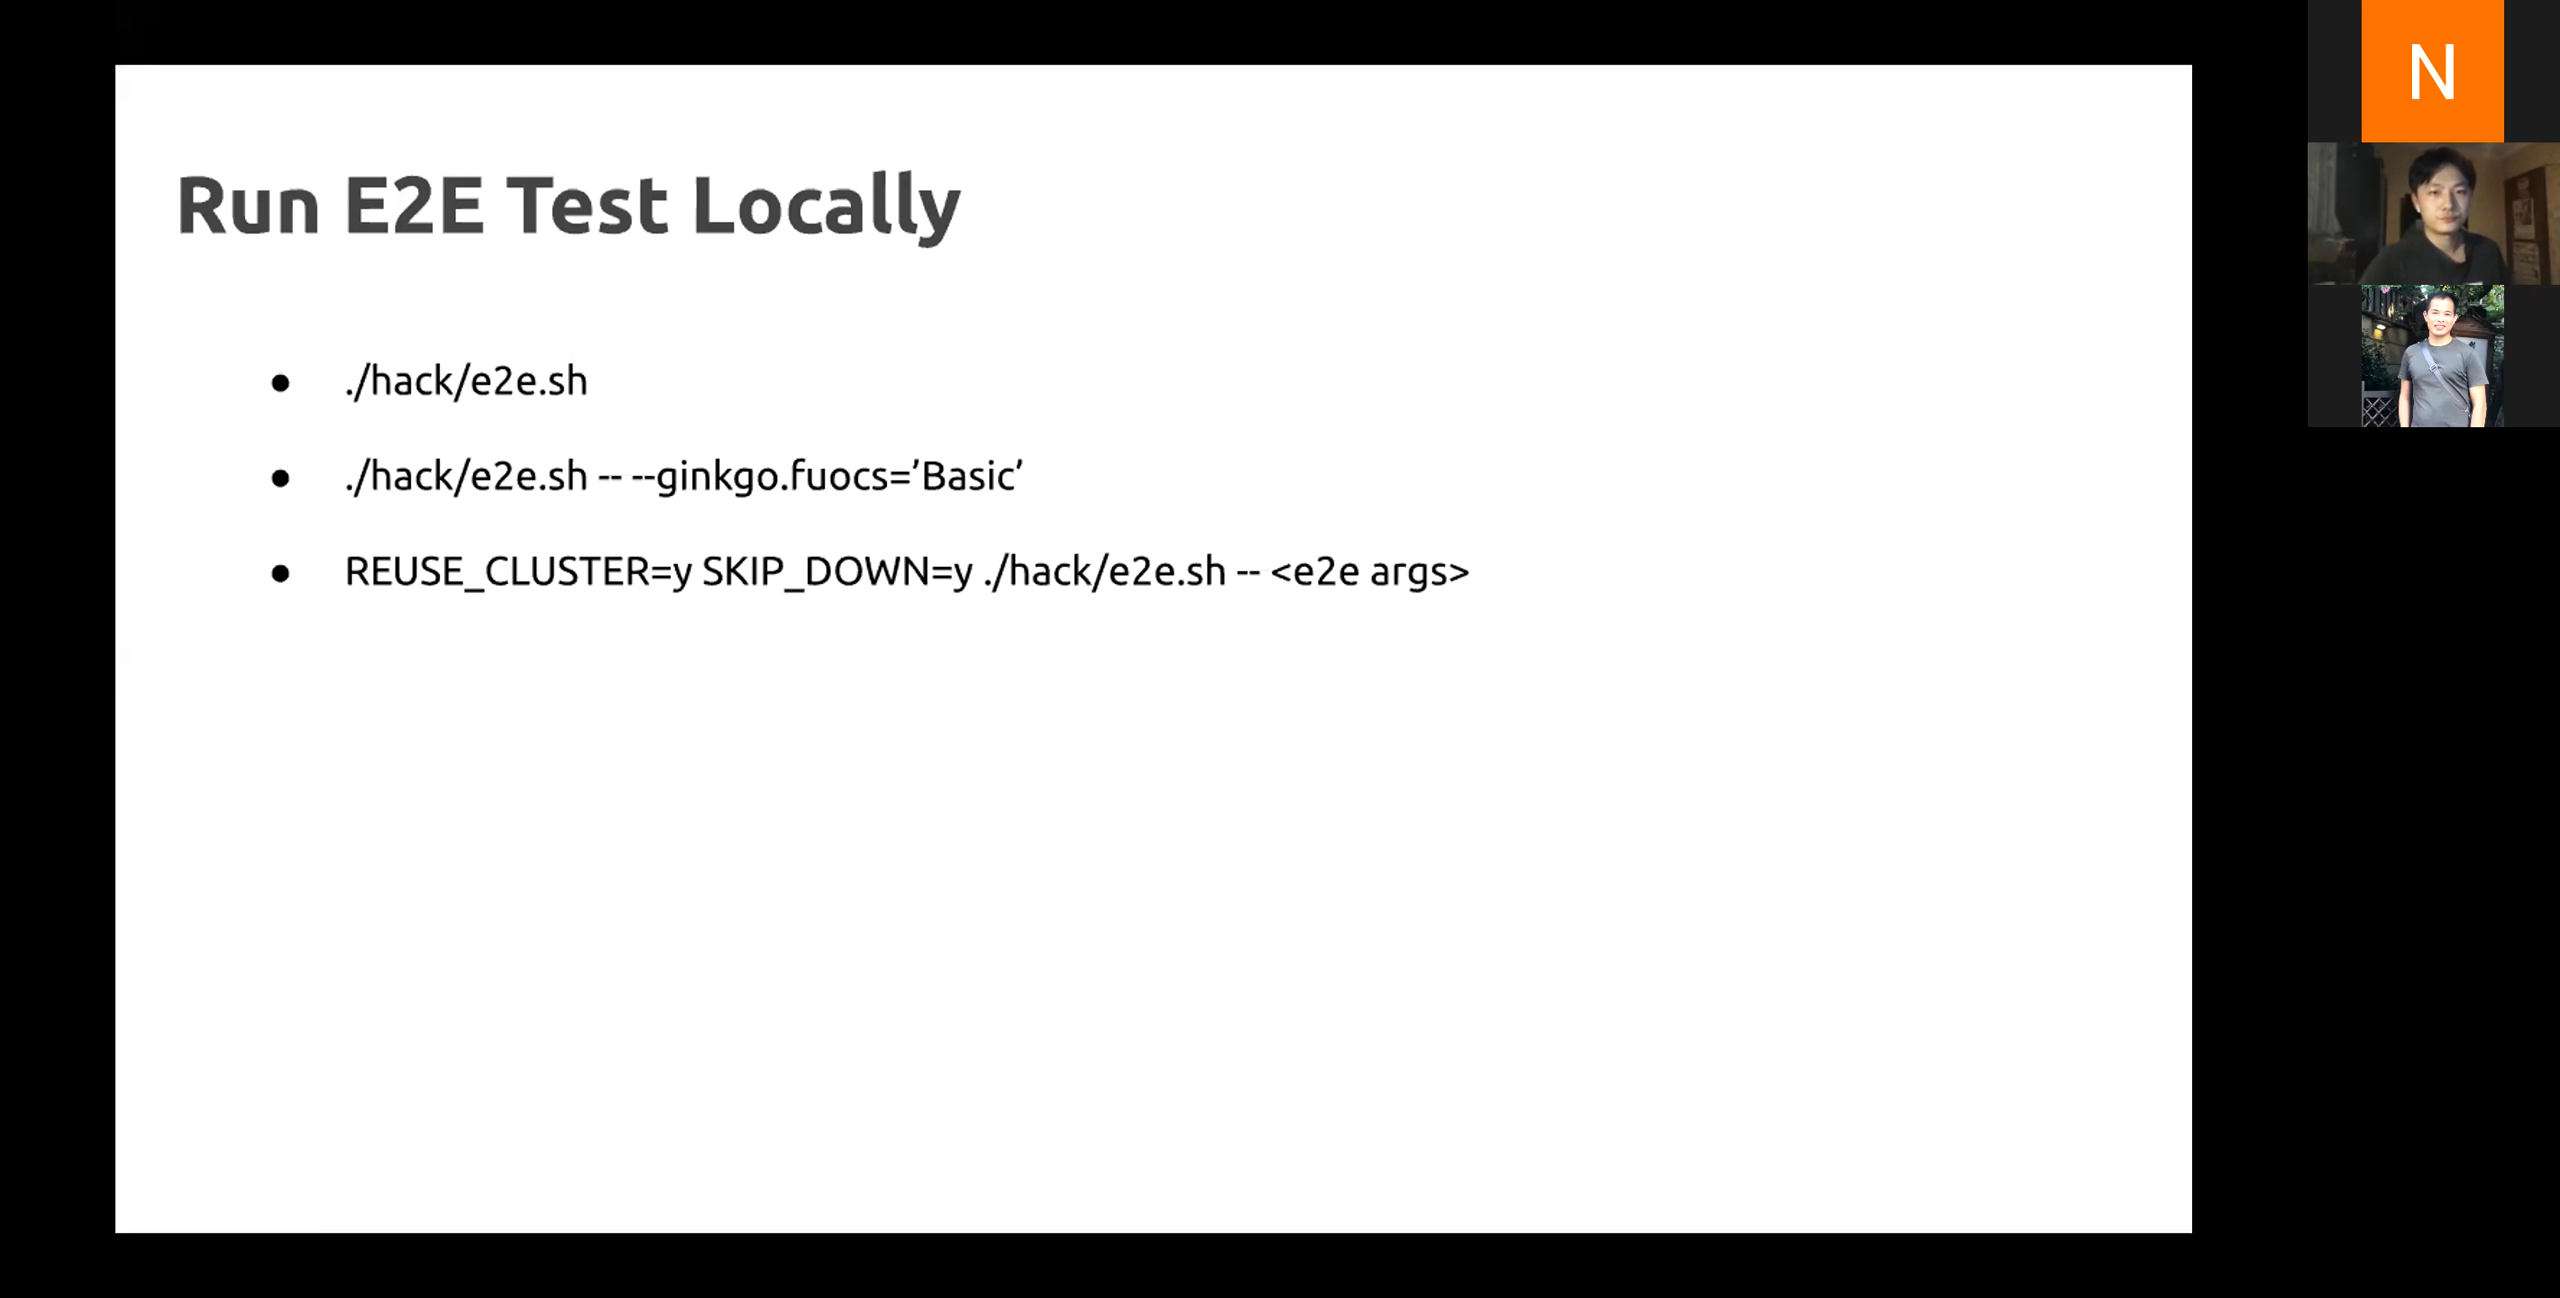 Run E2E Test Locally
● ./hack/e2e.sh
● ./hack/e2e.sh -- --ginkgo.fuocs=’Basic’
● REUSE_CLUSTER=y SKIP_DOWN=y ./hack/e2e.sh -- <e2e args>
N